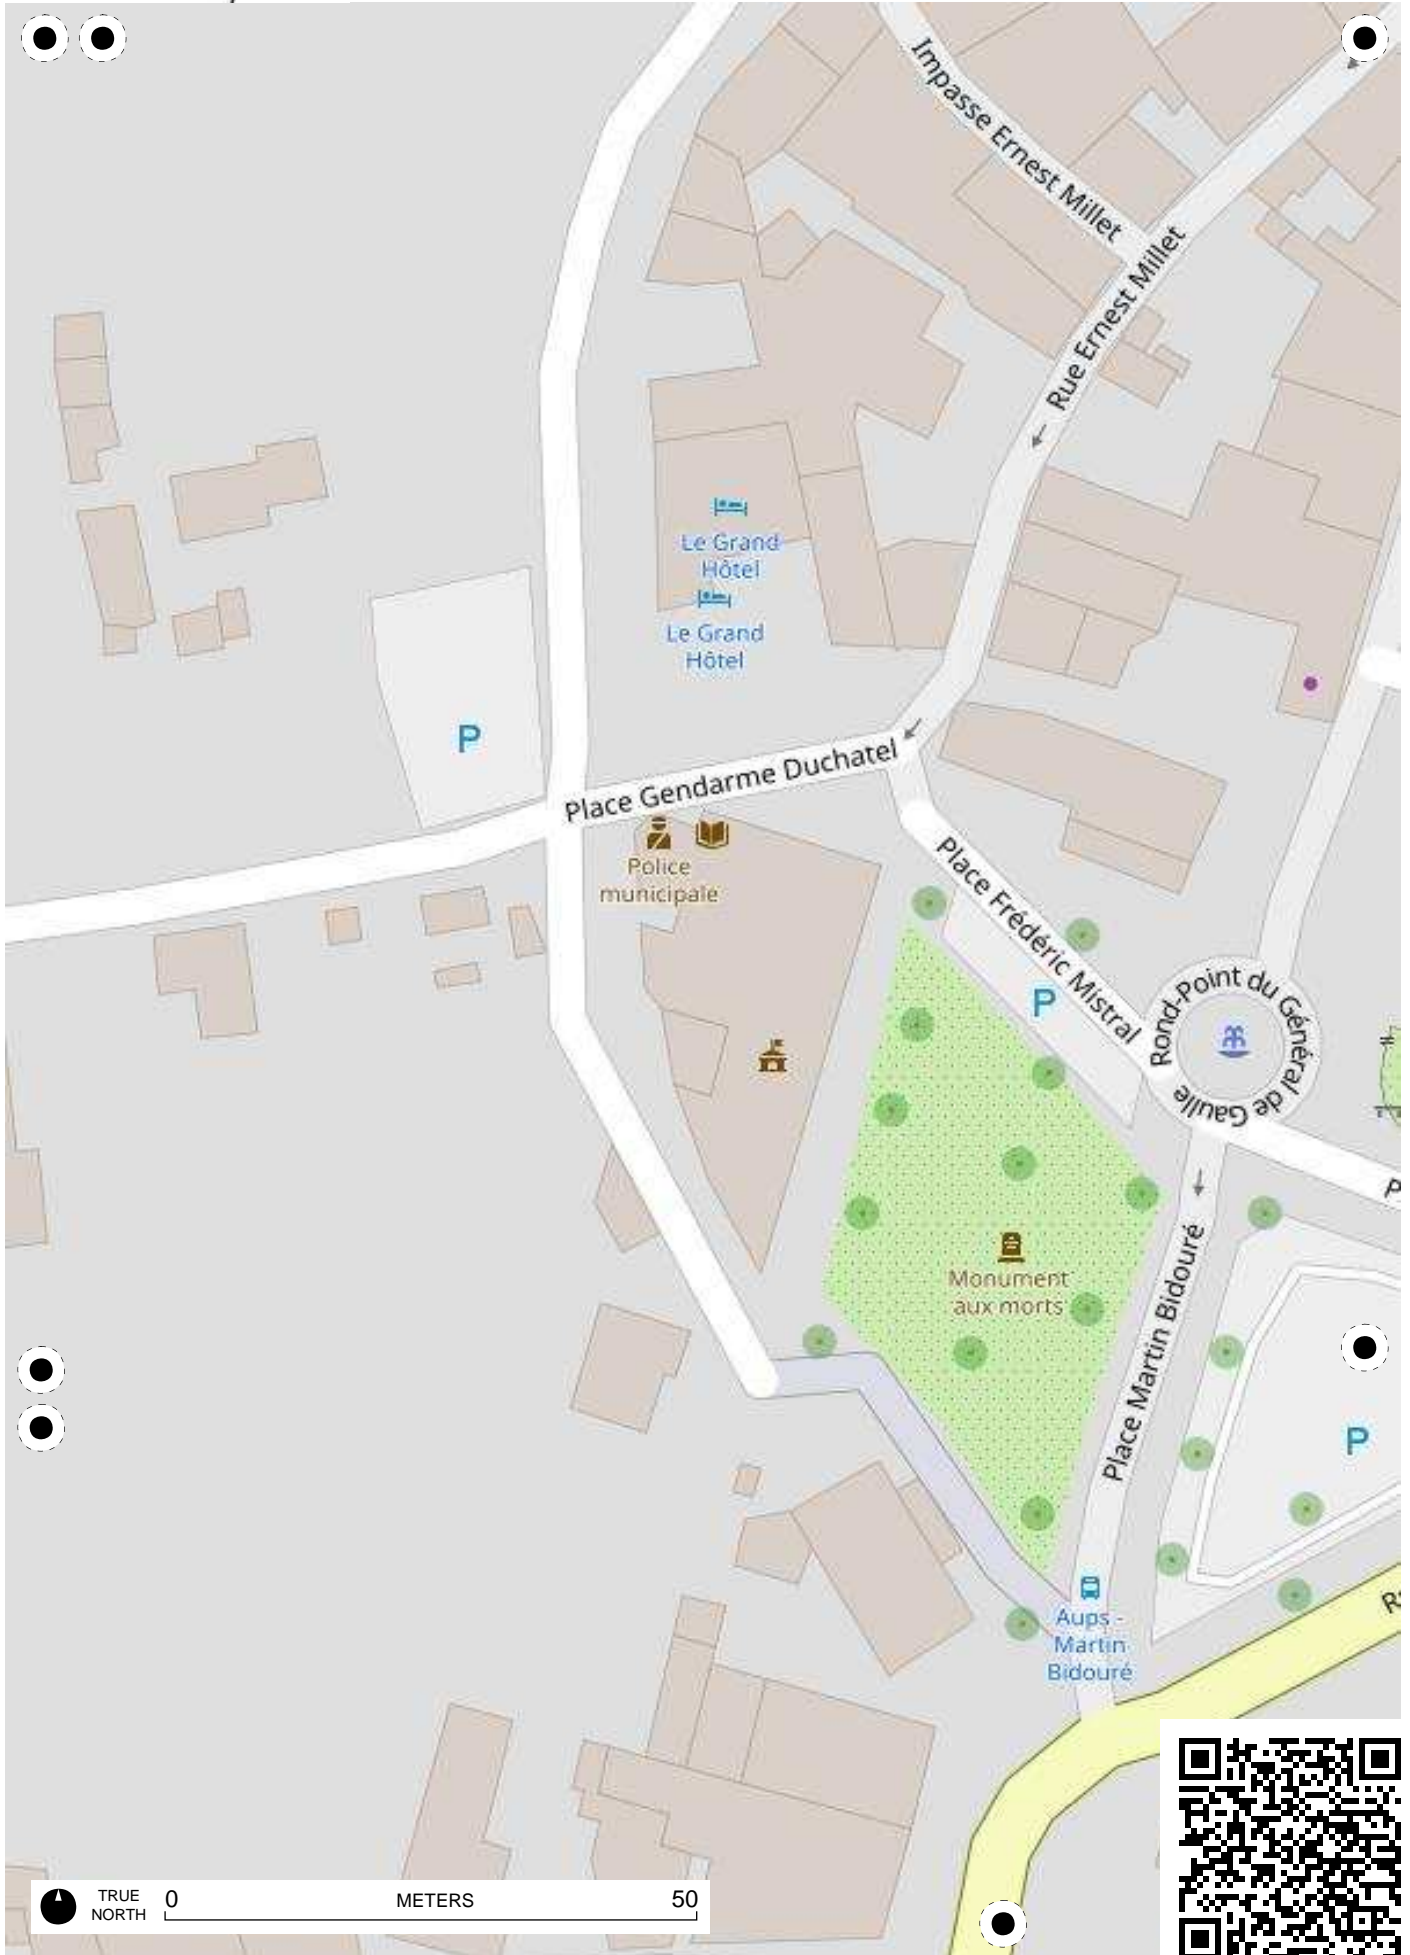 Impasse Ernest Millet
Rue Ernest Millet
Le Grand
Hôtel
Le Grand
Hôtel
P
Place Gendarme Duchatel
Police
municipale
Place Frédéric Mistral
P
Rond-Point du Général de Gaulle
P
Monument
aux morts
Place Martin Bidouré
P
Aups -
Martin
Bidouré
TRUE
NORTH
0 METERS 50